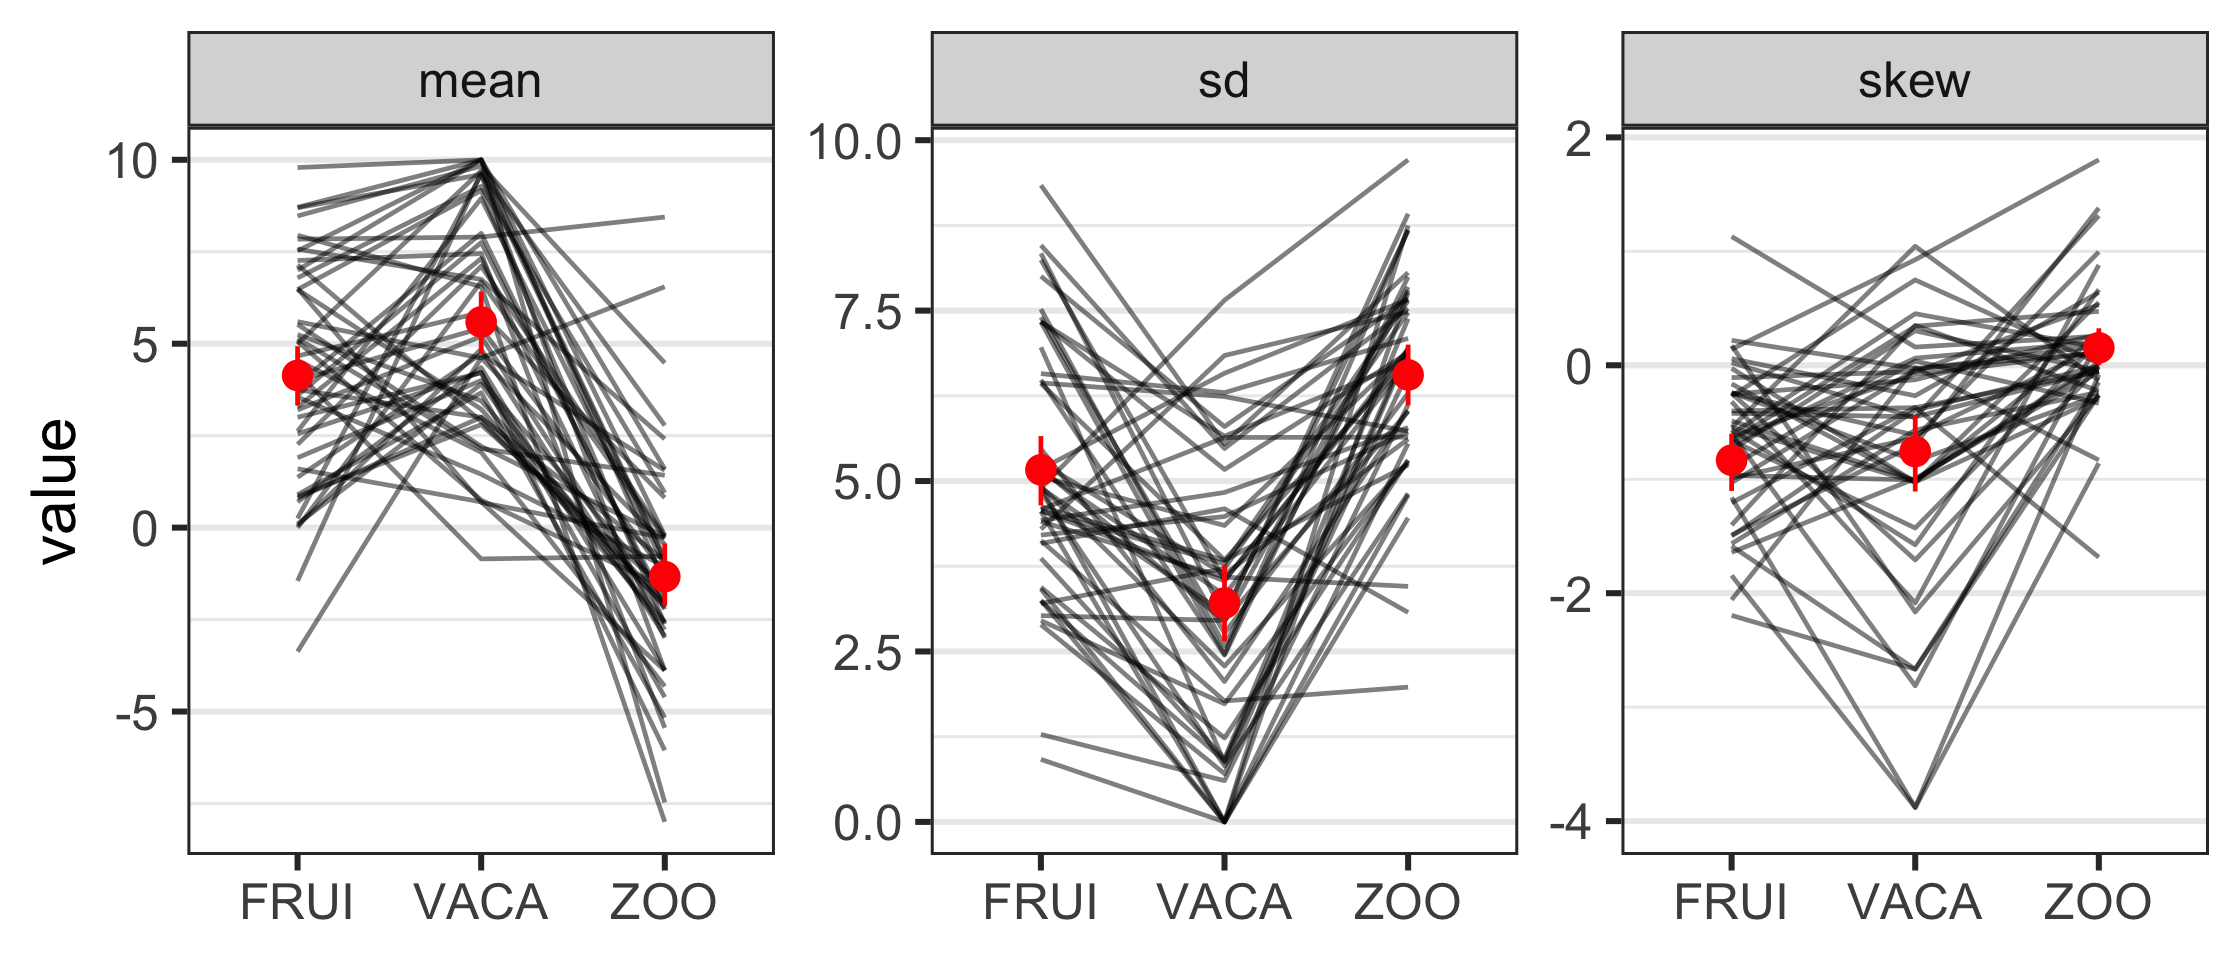 mean
sd
skew
value
10
5
0
-5
10.0
7.5
5.0
2.5
0.0
2
0
-2
-4
FRUI VACA ZOO
FRUI VACA ZOO
FRUI VACA ZOO